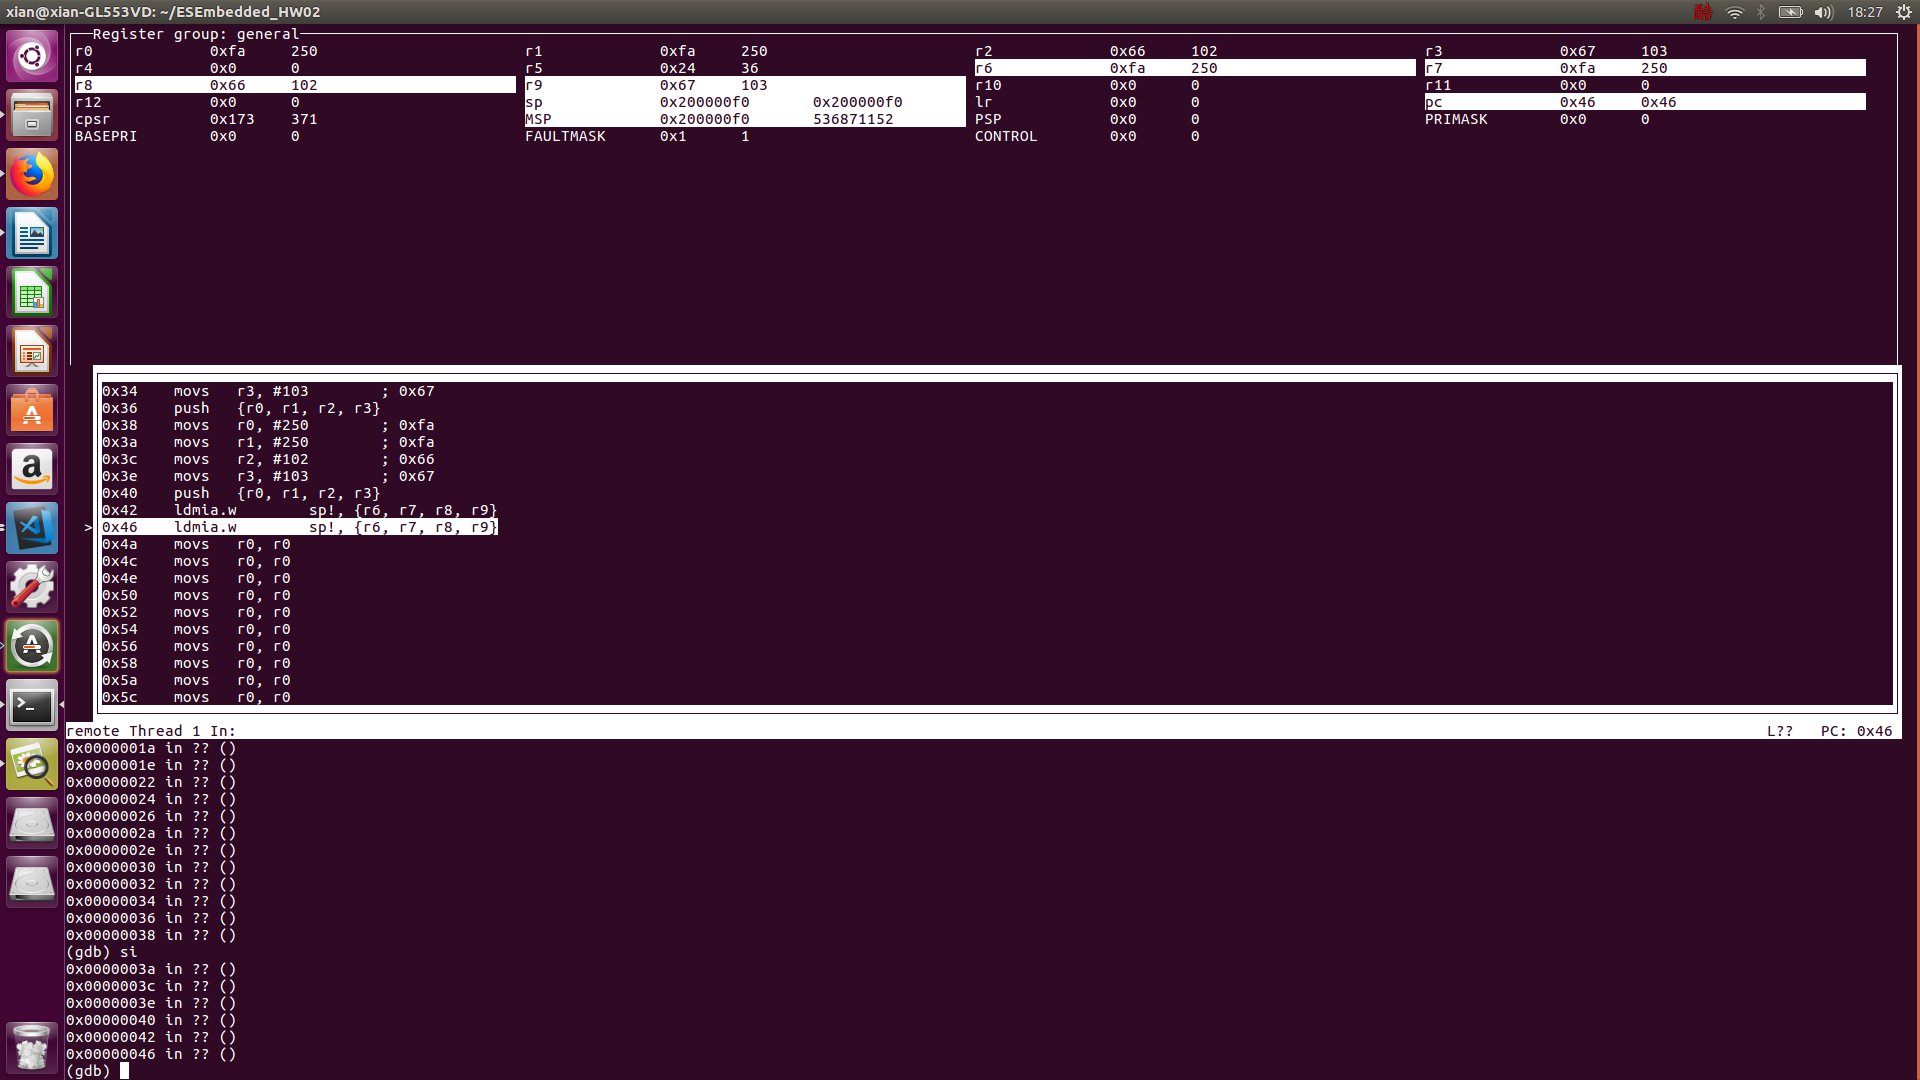 xian@xian-GL553VD: ~/ESEmbedded_HW02 酷 18:27
Register group: general
r0 0xfa 250 r1 0xfa 250 r2 0x66 102 r3 0x67 103
r4 0x0 0 r5 0x24 36 r6 0xfa 250 r7 0xfa 250
r8 0x66 102 r9 0x67 103 r10 0x0 0 r11 0x0 0
r12 0x0 0 sp 0x200000f0 0x200000f0 lr 0x0 0 pc 0x46 0x46
cpsr 0x173 371 MSP 0x200000f0 536871152 PSP 0x0 0 PRIMASK 0x0 0
BASEPRI 0x0 0 FAULTMASK 0x1 1 CONTROL 0x0 0
0x34 movs r3, #103 ; 0x67
0x36 push {r0, r1, r2, r3}
0x38 movs r0, #250 ; 0xfa
0x3a movs r1, #250 ; 0xfa
0x3c movs r2, #102 ; 0x66
0x3e movs r3, #103 ; 0x67
0x40 push {r0, r1, r2, r3}
0x42 ldmia.w sp!, {r6, r7, r8, r9}
>0x46 ldmia.w sp!, {r6, r7, r8, r9}
0x4a movs r0, r0
0x4c movs r0, r0
0x4e movs r0, r0
0x50 movs r0, r0
0x52 movs r0, r0
0x54 movs r0, r0
0x56 movs r0, r0
0x58 movs r0, r0
0x5a movs r0, r0
0x5c movs r0, r0
remote Thread 1 In: L?? PC: 0x46
0x0000001a in ?? ()
0x0000001e in ?? ()
0x00000022 in ?? ()
0x00000024 in ?? ()
0x00000026 in ?? ()
0x0000002a in ?? ()
0x0000002e in ?? ()
0x00000030 in ?? ()
0x00000032 in ?? ()
0x00000034 in ?? ()
0x00000036 in ?? ()
0x00000038 in ?? ()
(gdb) si
0x0000003a in ?? ()
0x0000003c in ?? ()
0x0000003e in ?? ()
0x00000040 in ?? ()
0x00000042 in ?? ()
0x00000046 in ?? ()
(gdb)